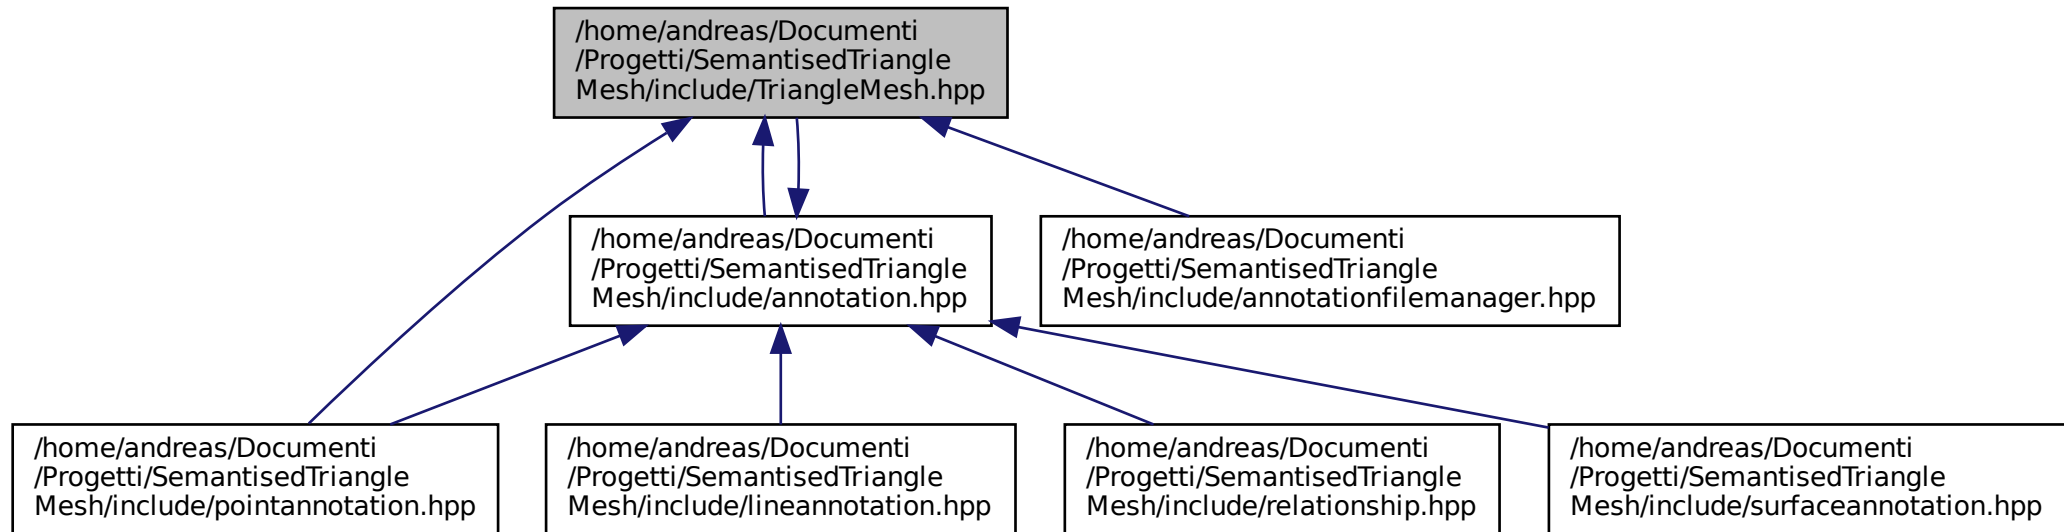 /home/andreas/Documenti
/Progetti/SemantisedTriangle
Mesh/include/TriangleMesh.hpp
/home/andreas/Documenti
/Progetti/SemantisedTriangle
Mesh/include/annotation.hpp
/home/andreas/Documenti
/Progetti/SemantisedTriangle
Mesh/include/annotationfilemanager.hpp
/home/andreas/Documenti
/Progetti/SemantisedTriangle
Mesh/include/pointannotation.hpp
/home/andreas/Documenti
/Progetti/SemantisedTriangle
Mesh/include/lineannotation.hpp
/home/andreas/Documenti
/Progetti/SemantisedTriangle
Mesh/include/relationship.hpp
/home/andreas/Documenti
/Progetti/SemantisedTriangle
Mesh/include/surfaceannotation.hpp